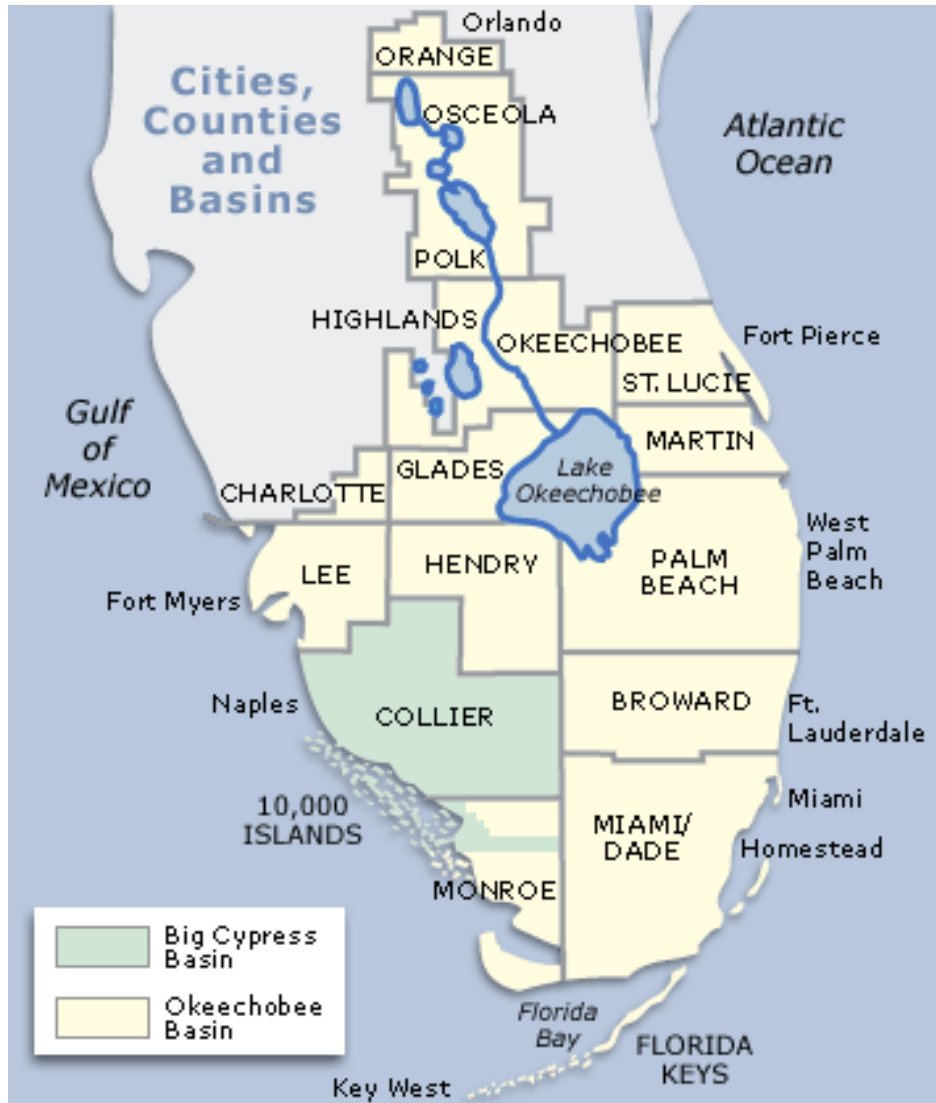 Orlando
ORANGE
Cities,
Counties
and
Basins
OSCEOLA
Atlantic
Ocean
POLK
HIGHLANDS
OKEECHOBEE
Fort Pierce
ST. LUCIE
Gulf
of
Mexico
MARTIN
GLADES
Lake
Okeechobee
CHARLOTTE
West
Palm
Beach
PALM
BEACH
HENDRY
LEE
Fort Myers
Naples
COLLIER
BROWARD
Ft.
Lauderdale
10,000
ISLANDS
Miami
MIAMI/
DADE
Homestead
MONROE
Big Cypress
Basin
Okeechobee
Basin
Florida
Bay
FLORIDA
KEYS
Key West